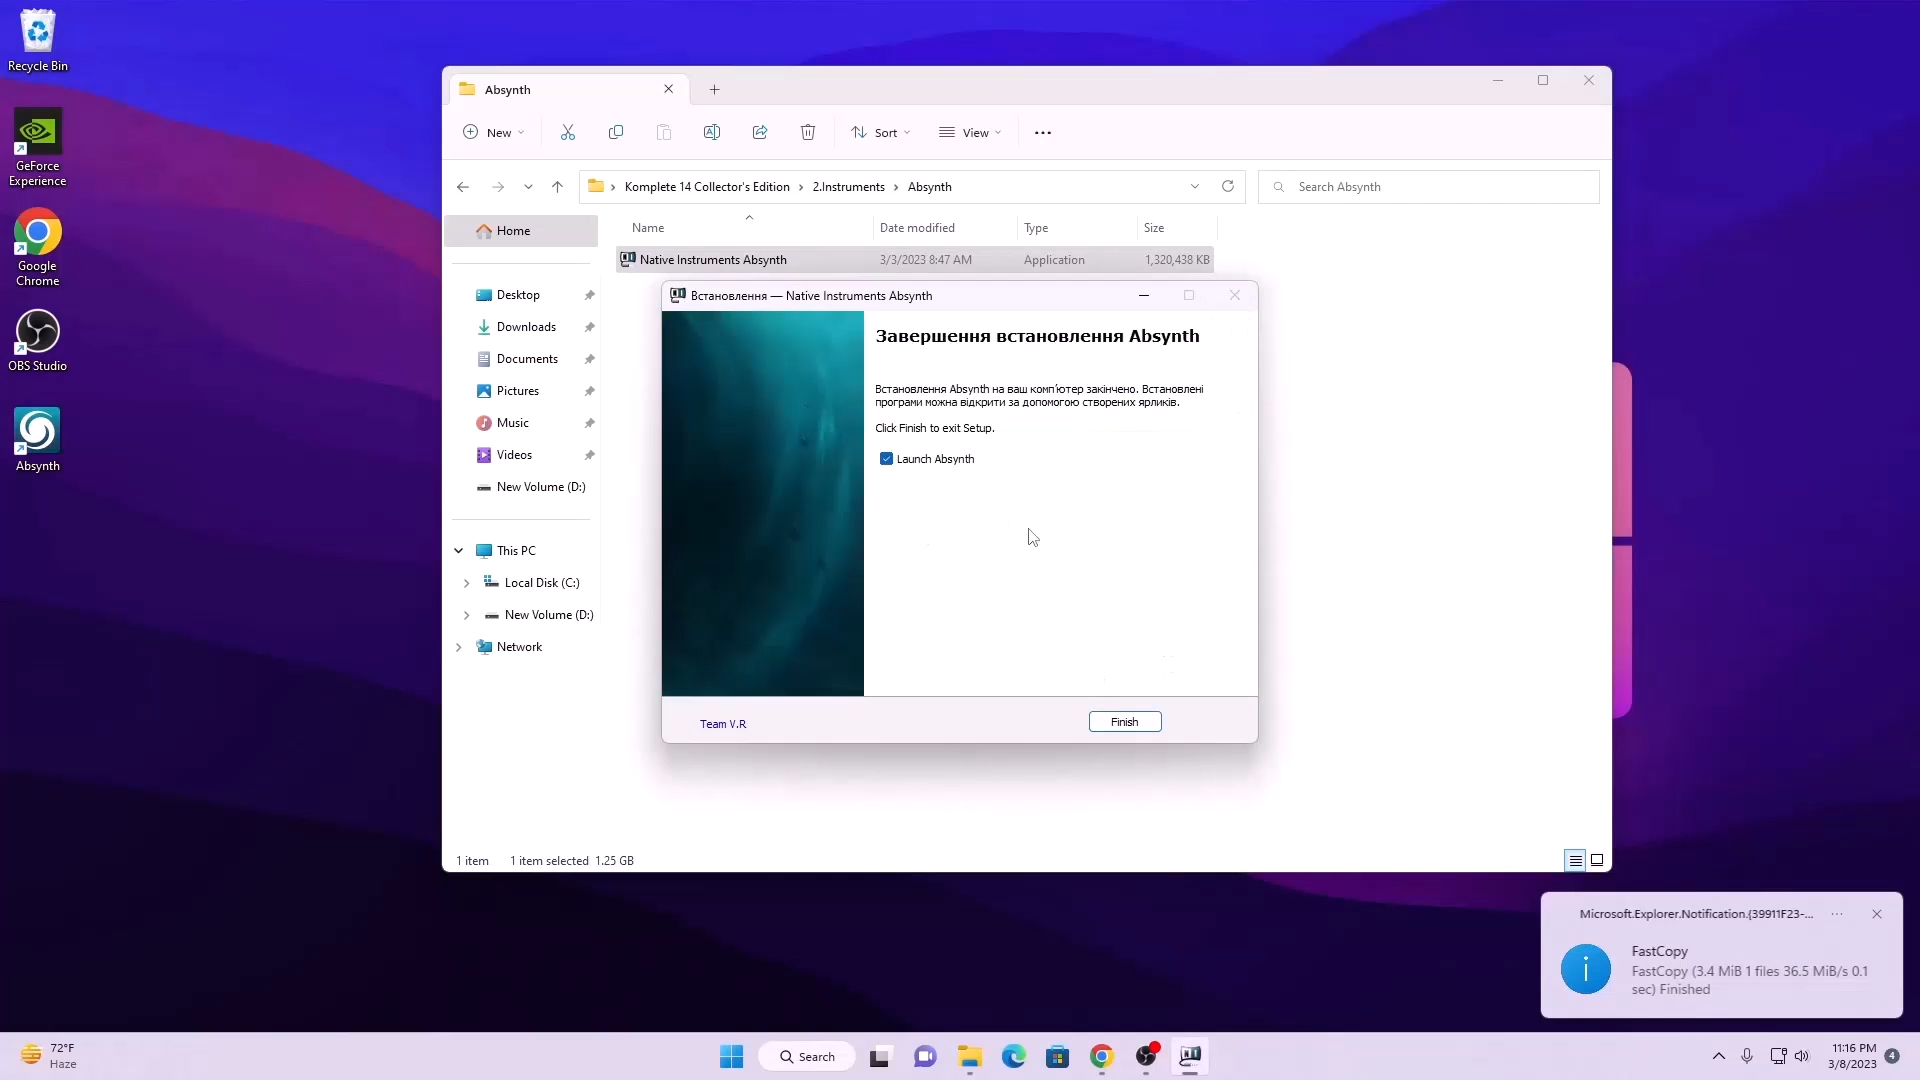 Recycle Bin
GeForce
Experience
Google
Chrome
OBS Studio
Absynth
Absynth
New
Sort
View
Komplete 14 Collector's Edition
2.Instruments
Absynth
Search Absynth
Name
Date modified
Type
Size
Native Instruments Absynth
3/3/2023 8:47 AM
Application
1,320,438 KB
Home
Desktop
Downloads
Documents
Pictures
Music
Videos
New Volume (D:)
This PC
Local Disk (C:)
New Volume (D:)
Network
Встановлення — Native Instruments Absynth
Завершення встановлення Absynth
Встановлення Absynth на ваш комп'ютер закінчено. Встановлені
програми можна відкрити за допомогою створених ярликів.
Click Finish to exit Setup.
Launch Absynth
Team V.R
Finish
1 item
1 item selected 1.25 GB
Microsoft.Explorer.Notification.{39911F23-...
FastCopy
FastCopy (3.4 MiB 1 files 36.5 MiB/s 0.1
sec) Finished
72°F
Haze
Search
11:16 PM
3/8/2023
4